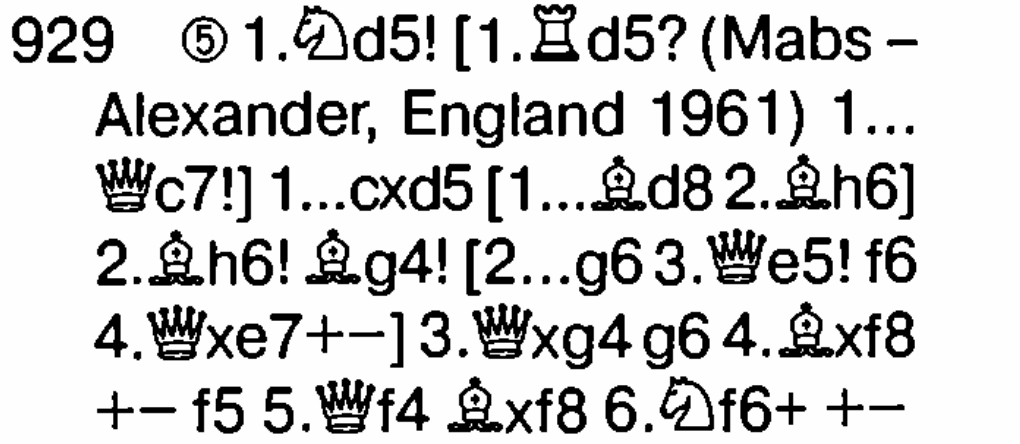 929 ⑤ 1.♘d5! [1.♖d5? (Mabs –
Alexander, England 1961) 1...
♕c7!] 1...cxd5 [1...♗d8 2.♗h6]
2.♗h6! ♗g4! [2...g6 3.♕e5! f6
4.♕xe7+−] 3.♕xg4 g6 4.♗xf8
+− f5 5.♕f4 ♗xf8 6.♘f6+ +−